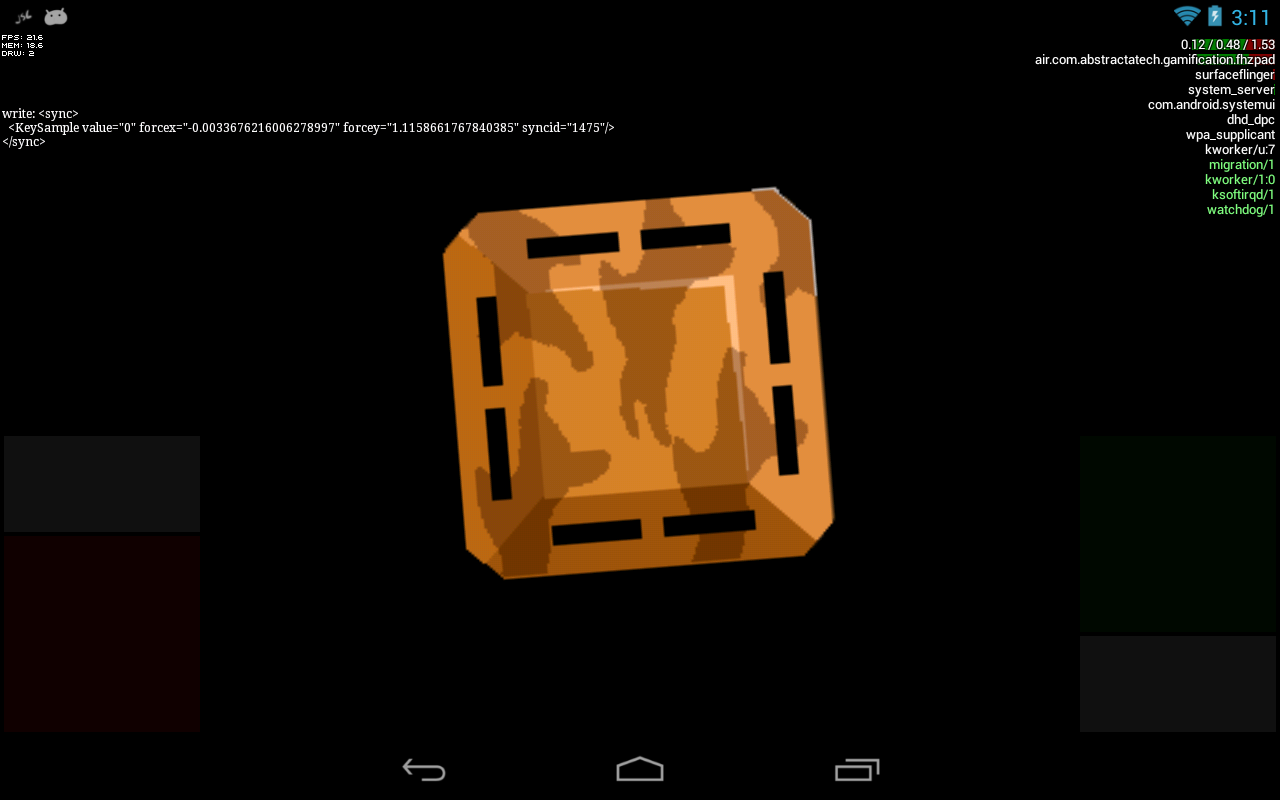 3:11
FPS: 21.6
MEM: 18.6
DRW: 2
0.12 / 0.48 / 1.53
air.com.abstractatech.gamification.fhzpad
surfaceflinger
system_server
com.android.systemui
dhd_dpc
wpa_supplicant
kworker/u:7
migration/1
kworker/1:0
ksoftirqd/1
watchdog/1
write: <sync>
<KeySample value="0" forcex="-0.0033676216006278997" forcey="1.1158661767840385" syncid="1475"/>
</sync>